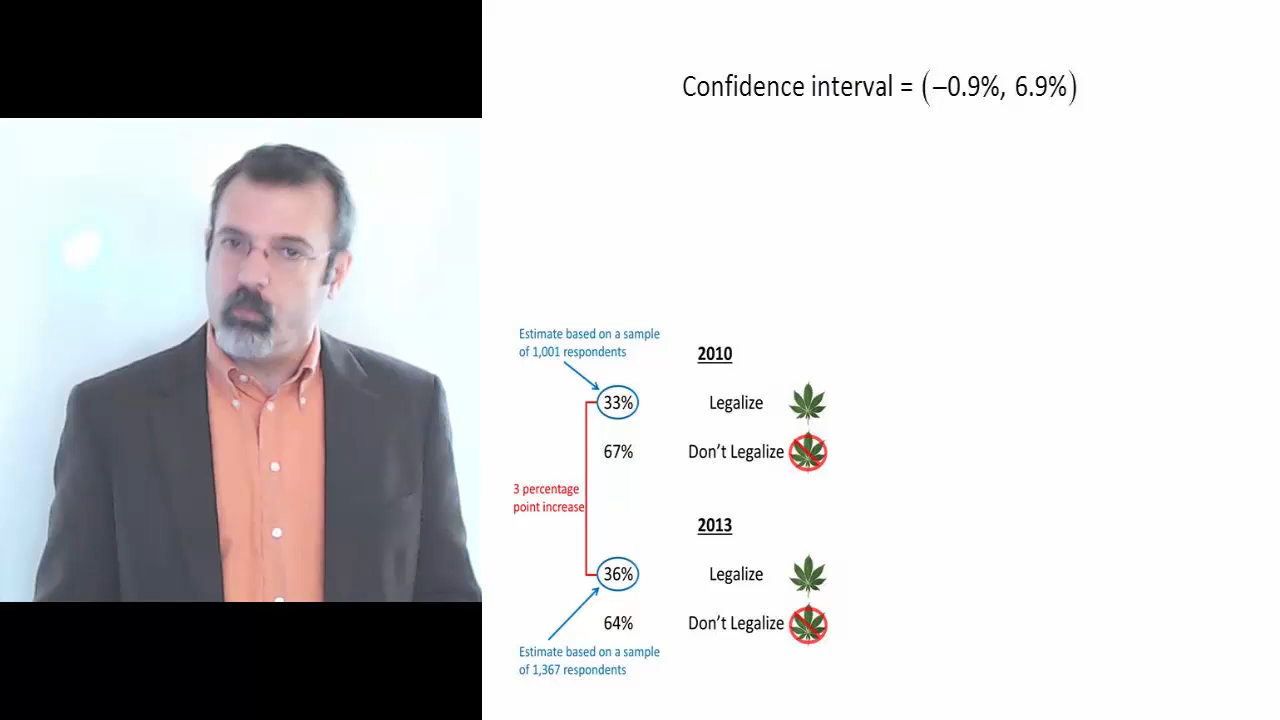 Confidence interval = (–0.9%, 6.9%)
Estimate based on a sample
of 1,001 respondents
2010
33% Legalize
67% Don’t Legalize
3 percentage
point increase
2013
36% Legalize
64% Don’t Legalize
Estimate based on a sample
of 1,367 respondents